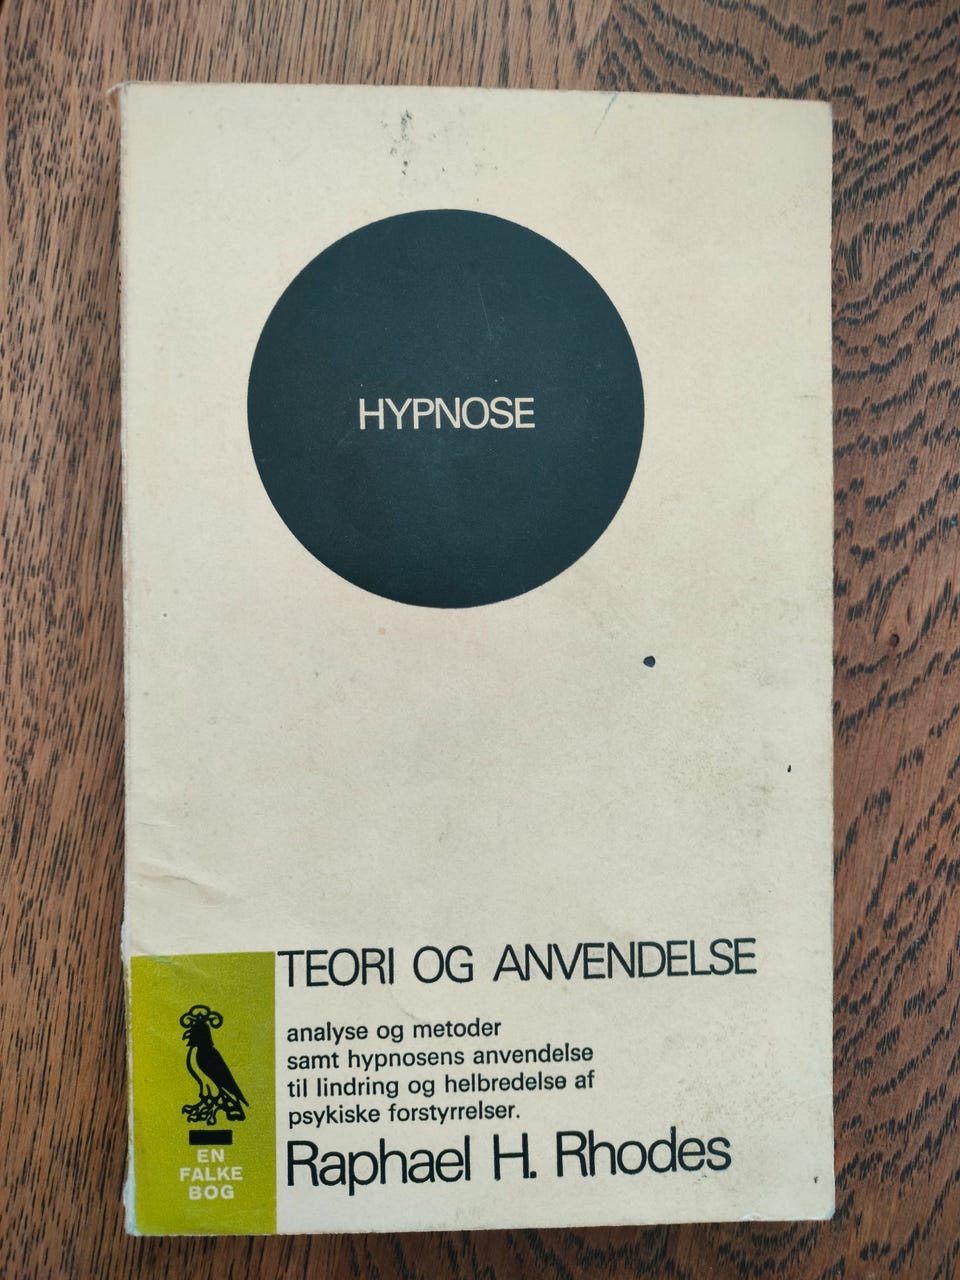 HYPNOSE
TEORI OG ANVENDELSE
analyse og metoder
samt hypnosens anvendelse
til lindring og helbredelse af
psykiske forstyrrelser.
Raphael H. Rhodes
EN
FALKE
BOG